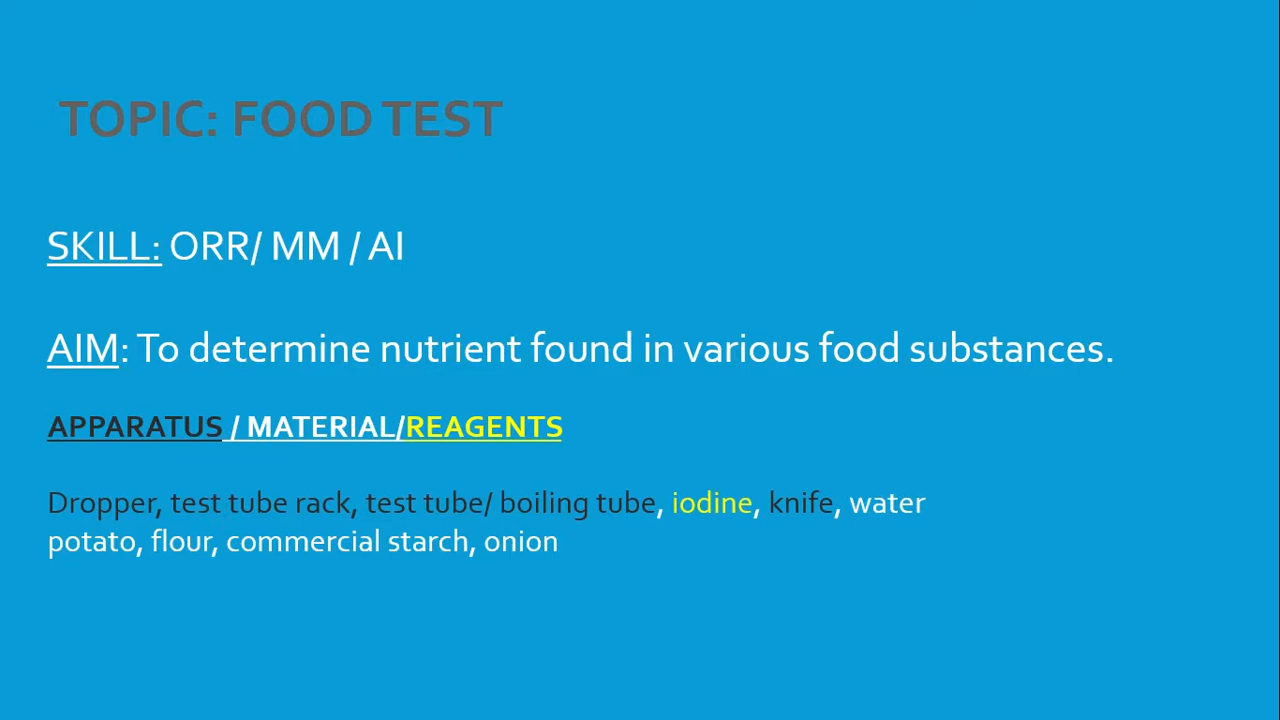 TOPIC: FOOD TEST
SKILL: ORR/ MM / AI
AIM: To determine nutrient found in various food substances.
APPARATUS / MATERIAL/REAGENTS
Dropper, test tube rack, test tube/ boiling tube, iodine, knife, water
potato, flour, commercial starch, onion